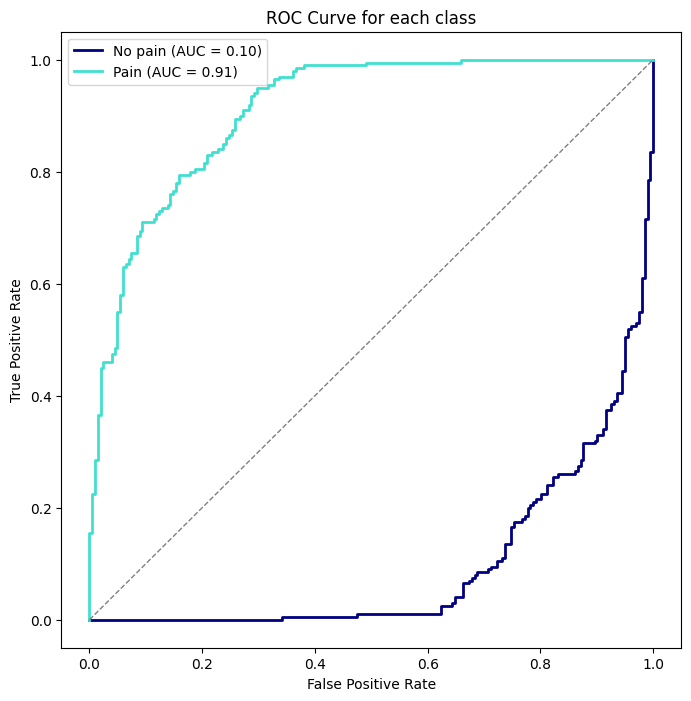 ROC Curve for each class
No pain (AUC = 0.10)
Pain (AUC = 0.91)
True Positive Rate
1.0
0.8
0.6
0.4
0.2
0.0
0.0 0.2 0.4 0.6 0.8 1.0
False Positive Rate